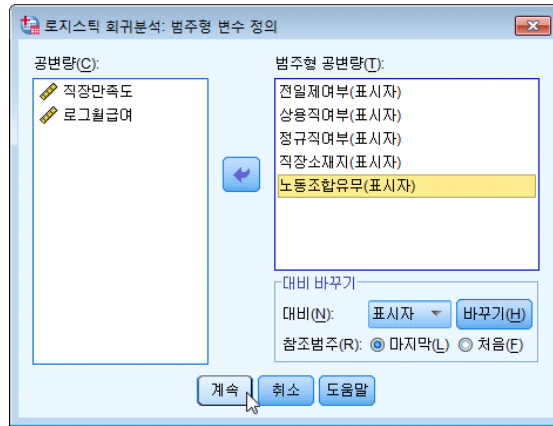 로지스틱 회귀분석: 범주형 변수 정의
공변량(C):
직장만족도
로그월급여
범주형 공변량(T):
전일제여부(표시자)
상용직여부(표시자)
정규직여부(표시자)
직장소재지(표시자)
노동조합유무(표시자)
대비 바꾸기
대비(N): 표시자 바꾸기(H)
참조범주(R): 마지막(L) 처음(F)
계속 취소 도움말